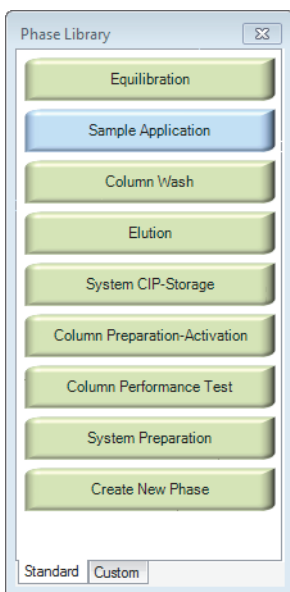 Phase Library
Equilibration
Sample Application
Column Wash
Elution
System CIP-Storage
Column Preparation-Activation
Column Performance Test
System Preparation
Create New Phase
Standard Custom